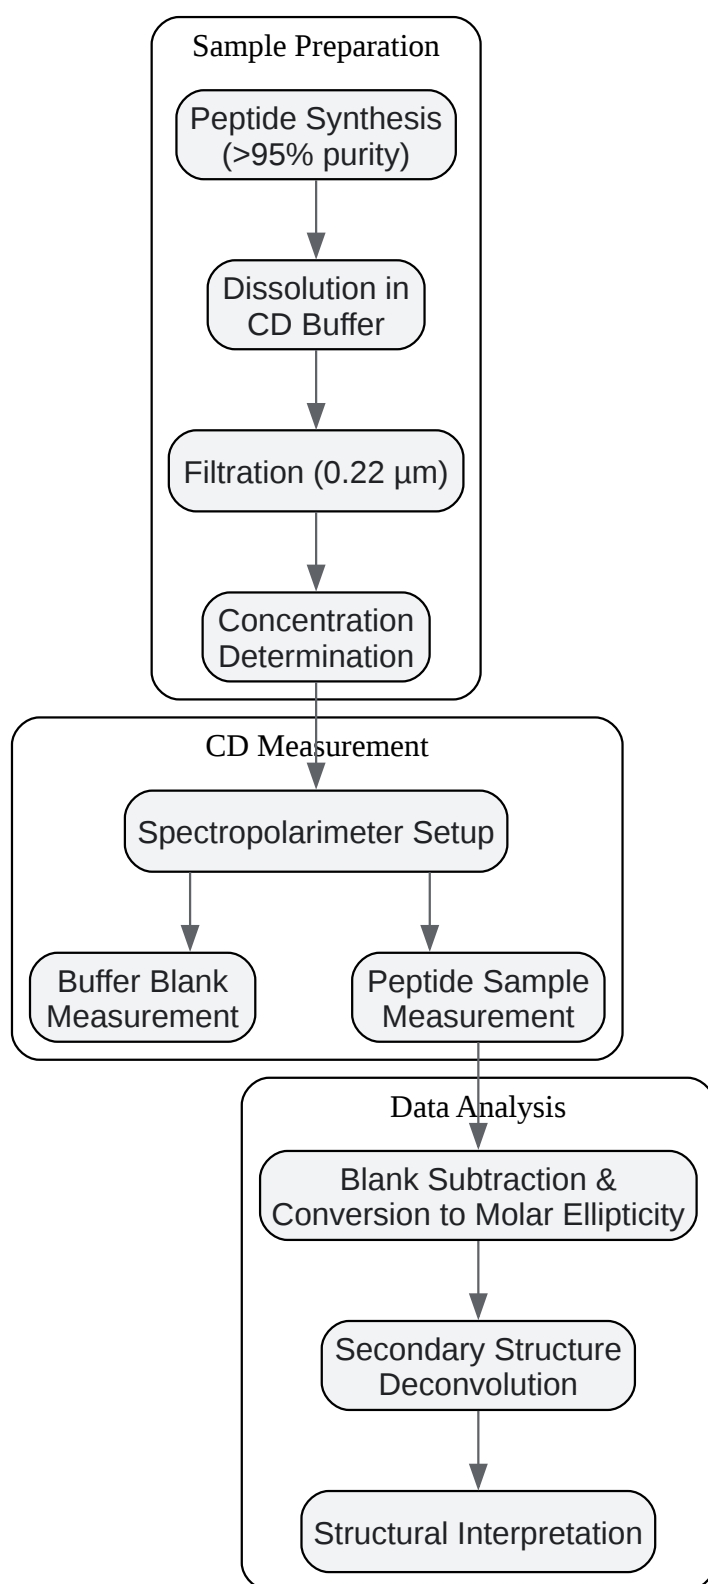 Sample Preparation
Peptide Synthesis
(>95% purity)
Dissolution in
CD Buffer
Filtration (0.22 µm)
Concentration
Determination
CD Measurement
Spectropolarimeter Setup
Buffer Blank
Measurement
Peptide Sample
Measurement
Data Analysis
Blank Subtraction &
Conversion to Molar Ellipticity
Secondary Structure
Deconvolution
Structural Interpretation